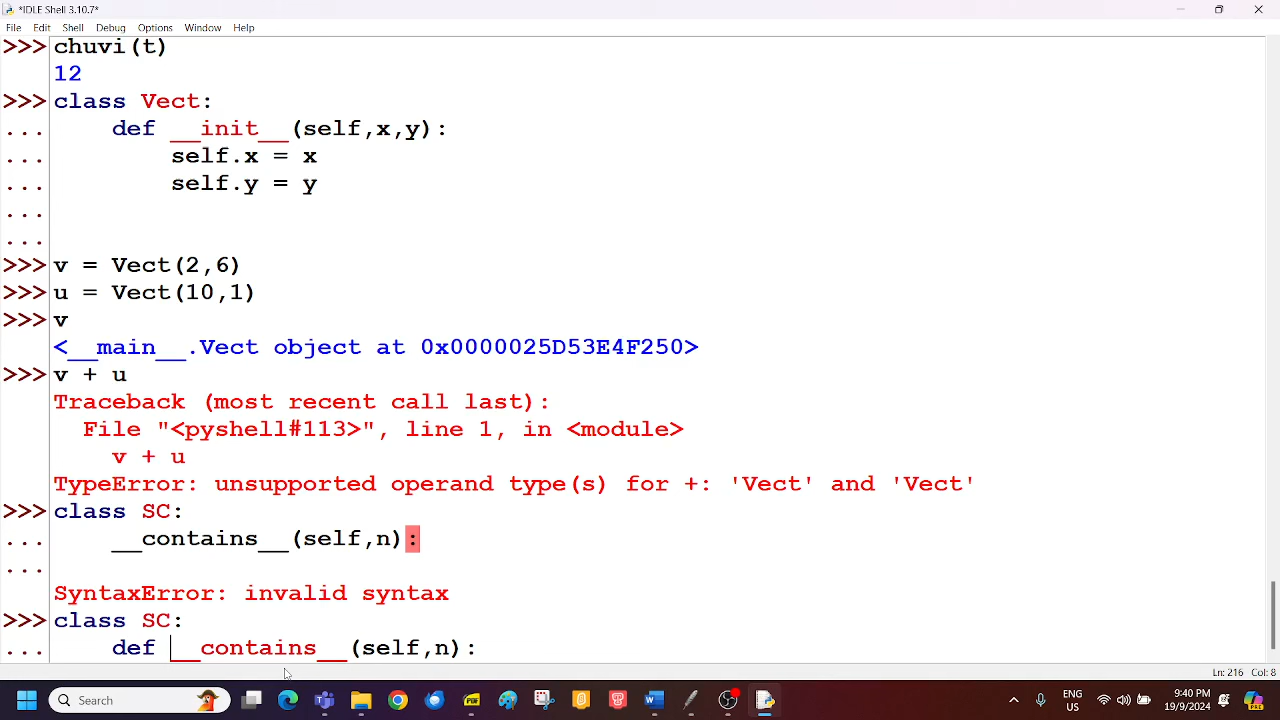 *IDLE Shell 3.10.7*
File Edit Shell Debug Options Window Help
>>> chuvi(t)
12
>>> class Vect:
... def __init__(self,x,y):
... self.x = x
... self.y = y
...
...
>>> v = Vect(2,6)
>>> u = Vect(10,1)
>>> v
<__main__.Vect object at 0x0000025D53E4F250>
>>> v + u
Traceback (most recent call last):
File "<pyshell#113>", line 1, in <module>
v + u
TypeError: unsupported operand type(s) for +: 'Vect' and 'Vect'
>>> class SC:
... __contains__(self,n):
...
SyntaxError: invalid syntax
>>> class SC:
... def __contains__(self,n):
Ln: 216 Col: 8
Search
ENG
US
9:40 PM
19/9/2024